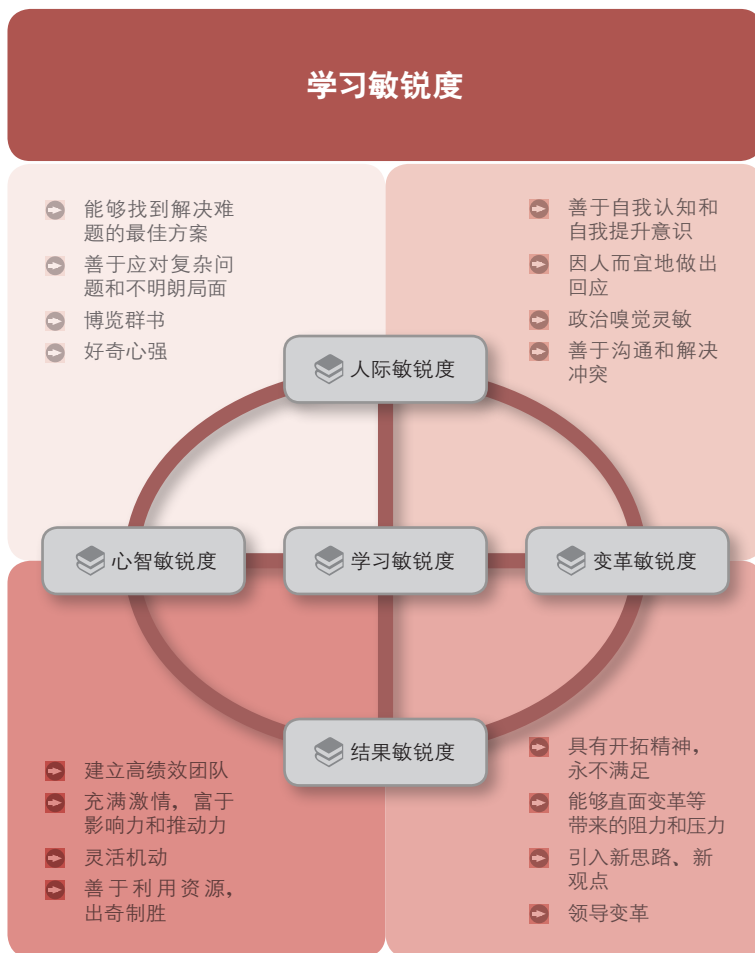 学习敏锐度
能够找到解决难
题的最佳方案
善于应对复杂问
题和不明朗局面
博览群书
好奇心强
善于自我认知和
自我提升意识
因人而宜地做出
回应
政治嗅觉灵敏
善于沟通和解决
冲突
人际敏锐度
心智敏锐度
学习敏锐度
变革敏锐度
结果敏锐度
建立高绩效团队
充满激情，富于
影响力和推动力
灵活机动
善于利用资源，
出奇制胜
具有开拓精神，
永不满足
能够直面变革等
带来的阻力和压力
引入新思路、新
观点
领导变革